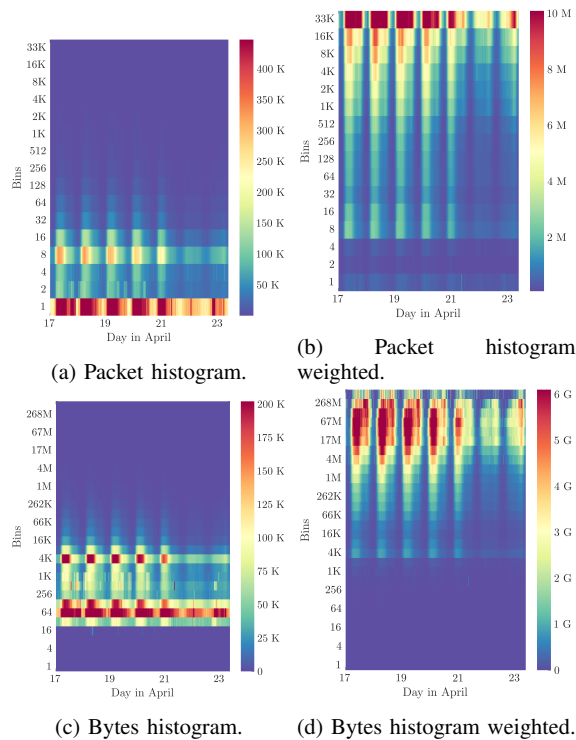 33K
16K
8K
4K
2K
1K
512
256
128
64
32
16
8
4
2
1
Bins
17 19 21 23
Day in April
400 K
350 K
300 K
250 K
200 K
150 K
100 K
50 K
(a) Packet histogram.
33K
16K
8K
4K
2K
1K
512
256
128
64
32
16
8
4
2
1
Bins
17 19 21 23
Day in April
10 M
8 M
6 M
4 M
2 M
(b) Packet histogram
weighted.
268M
67M
17M
4M
1M
262K
66K
16K
4K
1K
256
64
16
4
1
Bins
17 19 21 23
Day in April
200 K
175 K
150 K
125 K
100 K
75 K
50 K
25 K
0
(c) Bytes histogram.
268M
67M
17M
4M
1M
262K
66K
16K
4K
1K
256
64
16
4
1
Bins
17 19 21 23
Day in April
6 G
5 G
4 G
3 G
2 G
1 G
0
(d) Bytes histogram weighted.